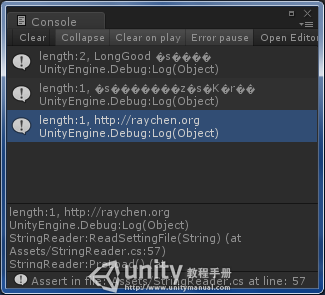 Console
Clear Collapse Clear on play Error pause Open Editor
length:2, LongGood �s����
UnityEngine.Debug:Log(Object)
length:1, �s�������z�s�K�r��
UnityEngine.Debug:Log(Object)
length:1, http://raychen.org
UnityEngine.Debug:Log(Object)
length:1, http://raychen.org
UnityEngine.Debug:Log(Object)
StringReader:ReadSettingFile(String) (at
Assets/StringReader.cs:57)
StringReader:Preload() (at
Assert in file: Assets/StringReader.cs at line: 57
unity 教程手册
www.unitymanual.com